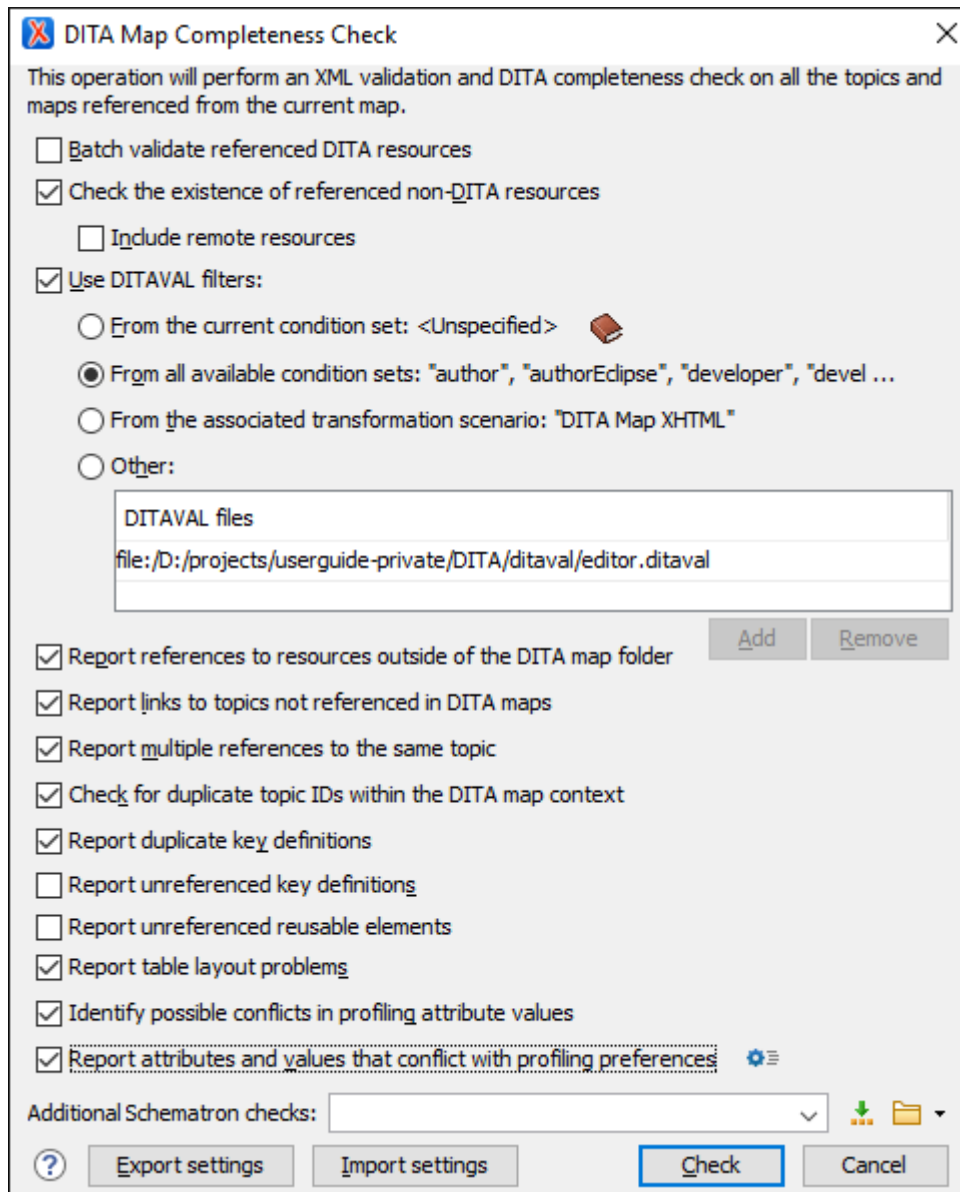 DITA Map Completeness Check
This operation will perform an XML validation and DITA completeness check on all the topics and
maps referenced from the current map.
Batch validate referenced DITA resources
Check the existence of referenced non-DITA resources
Include remote resources
Use DITAVAL filters:
From the current condition set: <Unspecified>
From all available condition sets: "author", "authorEclipse", "developer", "devel ...
From the associated transformation scenario: "DITA Map XHTML"
Other:
DITAVAL files
file:/D:/projects/userguide-private/DITA/ditaval/editor.ditaval
Add Remove
Report references to resources outside of the DITA map folder
Report links to topics not referenced in DITA maps
Report multiple references to the same topic
Check for duplicate topic IDs within the DITA map context
Report duplicate key definitions
Report unreferenced key definitions
Report unreferenced reusable elements
Report table layout problems
Identify possible conflicts in profiling attribute values
Report attributes and values that conflict with profiling preferences
Additional Schematron checks:
? Export settings Import settings Check Cancel